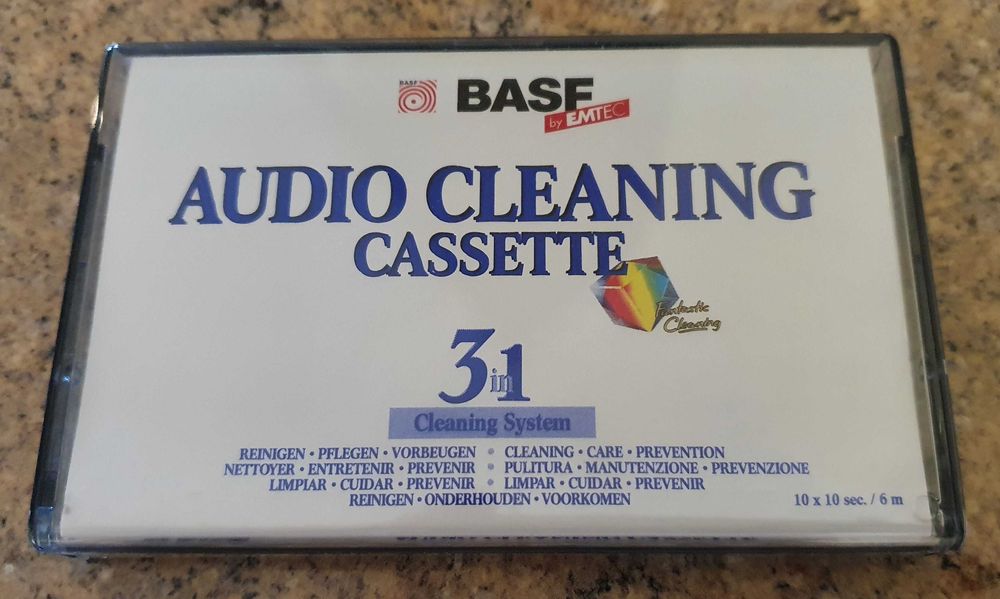 BASF
BASF
by EMTEC
AUDIO CLEANING
CASSETTE
Fantastic
Cleaning
3in1
Cleaning System
REINIGEN • PFLEGEN • VORBEUGEN • CLEANING • CARE • PREVENTION
NETTOYER • ENTRETENIR • PREVENIR • PULITURA • MANUTENZIONE • PREVENZIONE
LIMPIAR • CUIDAR • PREVENIR • LIMPAR • CUIDAR • PREVENIR
REINIGEN • ONDERHOUDEN • VOORKOMEN
10 x 10 sec. / 6 m